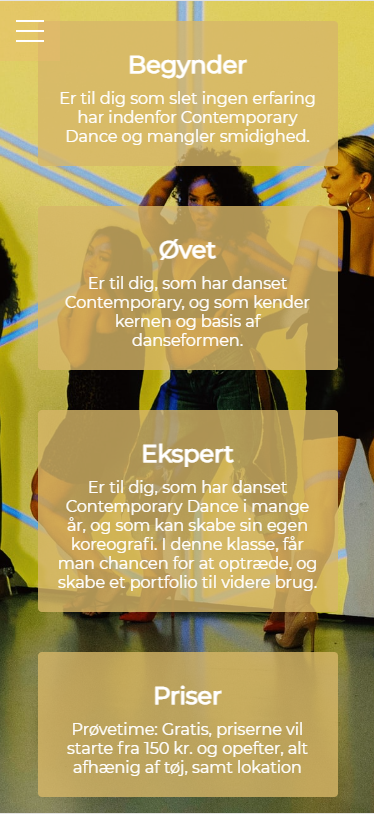 Begynder
Er til dig som slet ingen erfaring
har indenfor Contemporary
Dance og mangler smidighed.
Øvet
Er til dig, som har danset
Contemporary, og som kender
kernen og basis af
danseformen.
Ekspert
Er til dig, som har danset
Contemporary Dance i mange
år, og som kan skabe sin egen
koreografi. I denne klasse, får
man chancen for at optræde, og
skabe et portfolio til videre brug.
Priser
Prøvetime: Gratis, priserne vil
starte fra 150 kr. og opefter, alt
afhænig af tøj, samt lokation